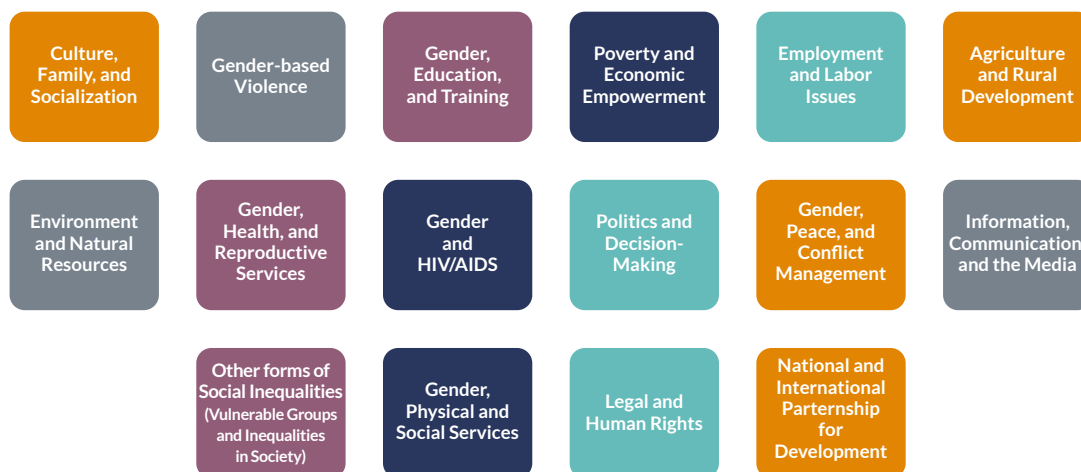 Culture,
Family, and
Socialization
Gender-based
Violence
Gender,
Education,
and Training
Poverty and
Economic
Empowerment
Employment
and Labor
Issues
Agriculture
and Rural
Development
Environment
and Natural
Resources
Gender,
Health, and
Reproductive
Services
Gender
and
HIV/AIDS
Politics and
Decision-
Making
Gender,
Peace, and
Conflict
Management
Information,
Communication,
and the Media
Other forms of
Social Inequalities
(Vulnerable Groups
and Inequalities
in Society)
Gender,
Physical and
Social Services
Legal and
Human Rights
National and
International
Parternship
for
Development